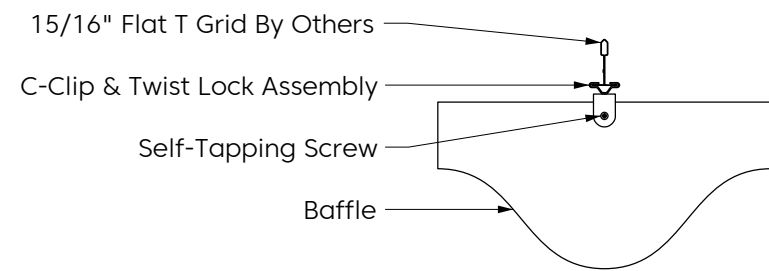 15/16" Flat T Grid By Others
C-Clip & Twist Lock Assembly
Self-Tapping Screw
Baffle